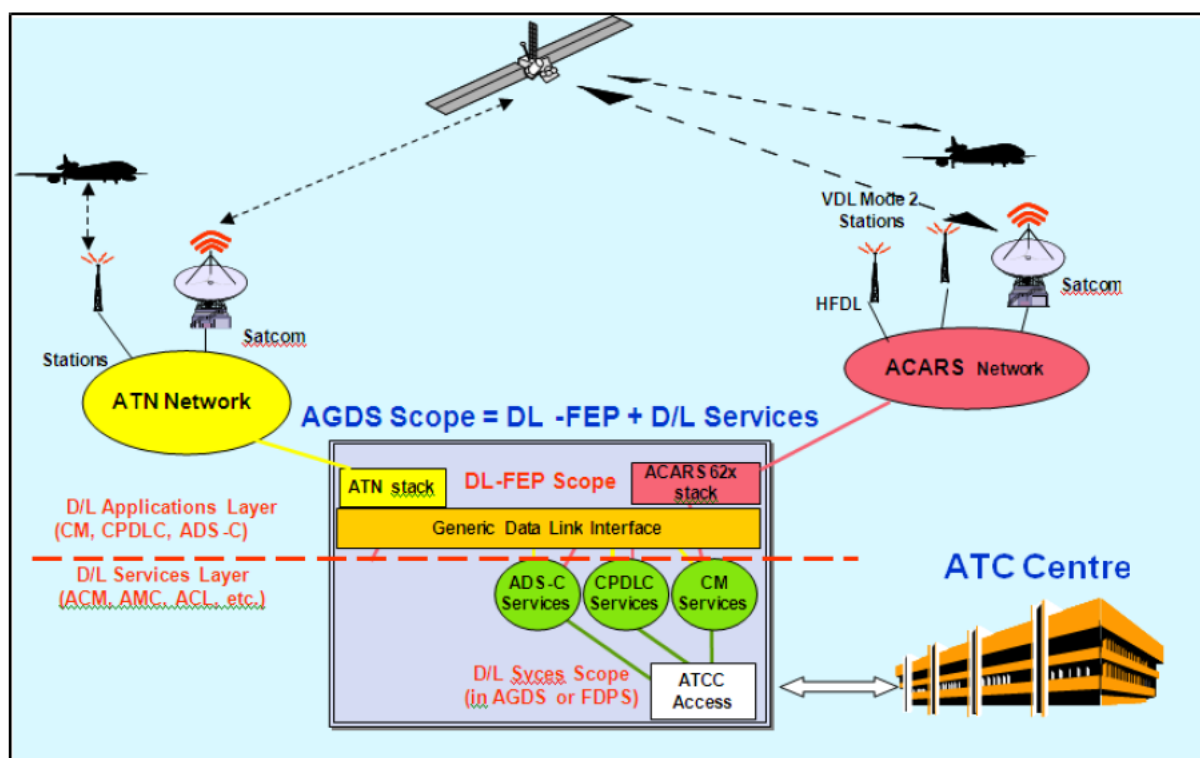 VDL Mode 2
Stations
HFDL
Satcom
Satcom
Stations
ATN Network
ACARS Network
AGDS Scope = DL -FEP + D/L Services
ATN stack
DL-FEP Scope
ACARS 62x
stack
Generic Data Link Interface
D/L Applications Layer
(CM, CPDLC, ADS -C)
D/L Services Layer
(ACM, AMC, ACL, etc.)
ADS-C
Services
CPDLC
Services
CM
Services
ATC Centre
D/L Svces Scope
(in AGDS or FDPS)
ATCC
Access